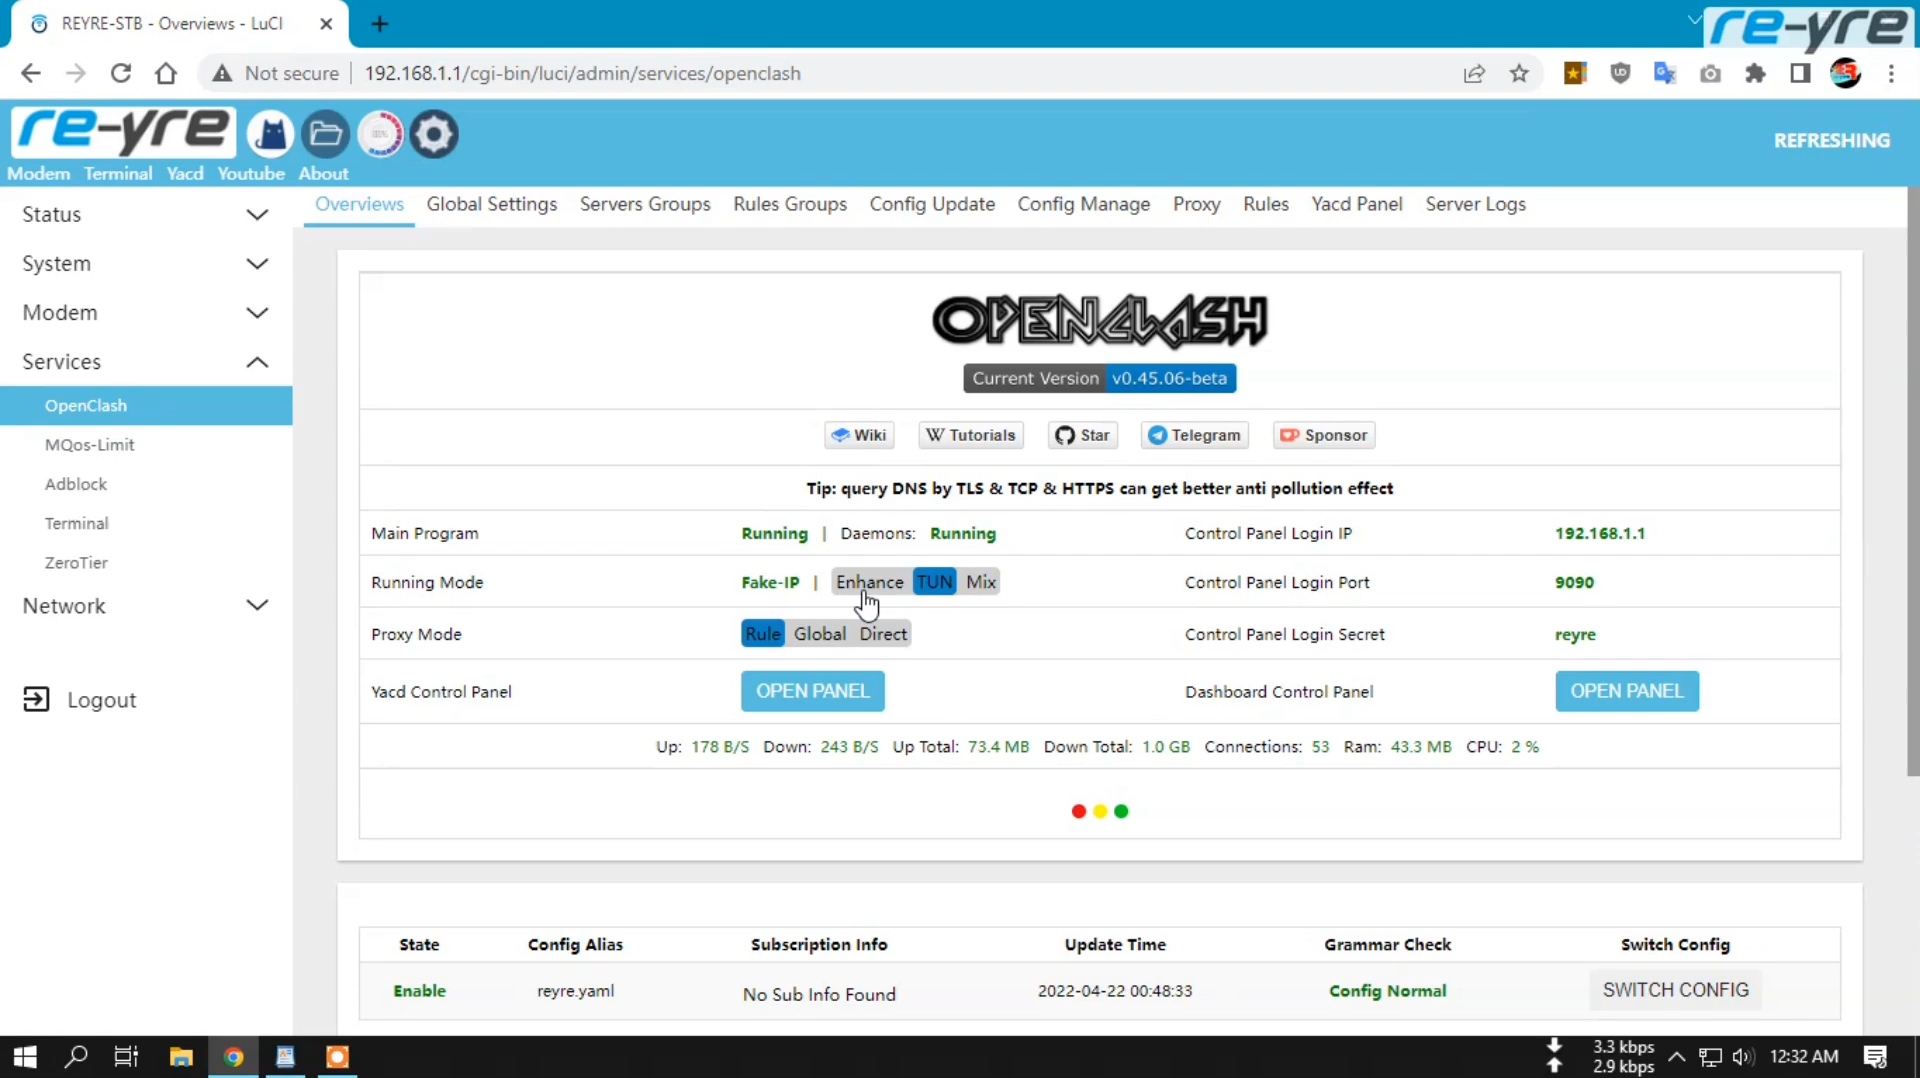 REYRE-STB - Overviews - LuCI
re-yre
Not secure 192.168.1.1/cgi-bin/luci/admin/services/openclash
re-yre
REFRESHING
Modem Terminal Yacd Youtube About
Status
System
Modem
Services
OpenClash
MQos-Limit
Adblock
Terminal
ZeroTier
Network
Logout
Overviews Global Settings Servers Groups Rules Groups Config Update Config Manage Proxy Rules Yacd Panel Server Logs
OPENCLASH
Current Version v0.45.06-beta
Wiki Tutorials Star Telegram Sponsor
Tip: query DNS by TLS & TCP & HTTPS can get better anti pollution effect
Main Program Running | Daemons: Running Control Panel Login IP 192.168.1.1
Running Mode Fake-IP | Enhance TUN Mix Control Panel Login Port 9090
Proxy Mode Rule Global Direct Control Panel Login Secret reyre
Yacd Control Panel OPEN PANEL Dashboard Control Panel OPEN PANEL
Up: 178 B/S Down: 243 B/S Up Total: 73.4 MB Down Total: 1.0 GB Connections: 53 Ram: 43.3 MB CPU: 2 %
State Config Alias Subscription Info Update Time Grammar Check Switch Config
Enable reyre.yaml No Sub Info Found 2022-04-22 00:48:33 Config Normal SWITCH CONFIG
3.3 kbps
2.9 kbps
12:32 AM